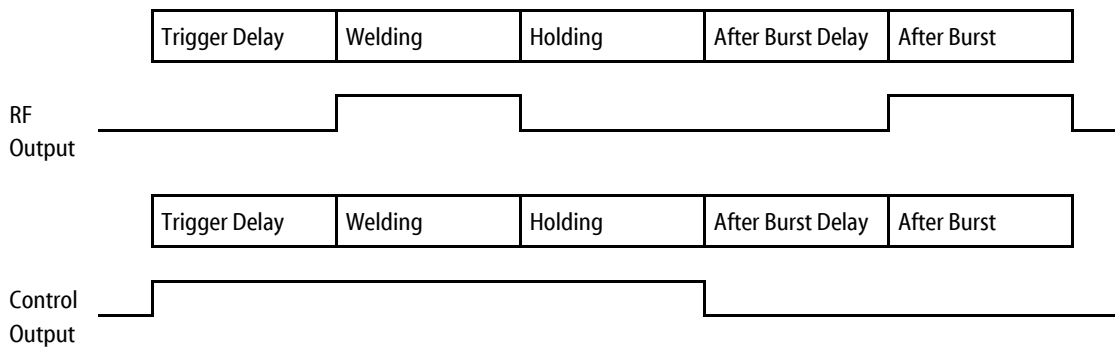 Trigger Delay Welding Holding After Burst Delay After Burst
RF
Output
Trigger Delay Welding Holding After Burst Delay After Burst
Control
Output